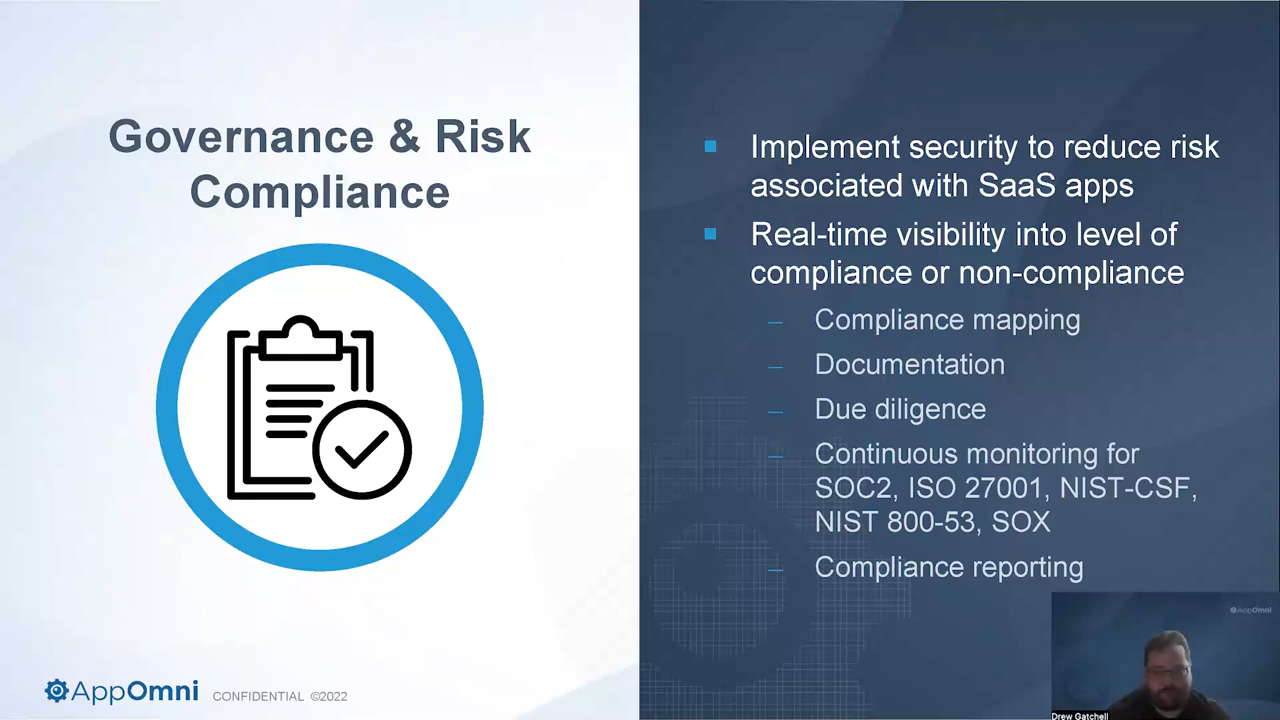 Governance & Risk
Compliance
Implement security to reduce risk
associated with SaaS apps
Real-time visibility into level of
compliance or non-compliance
Compliance mapping
Documentation
Due diligence
Continuous monitoring for
SOC2, ISO 27001, NIST-CSF,
NIST 800-53, SOX
Compliance reporting
AppOmni
Drew Gatchell
AppOmni CONFIDENTIAL ©2022